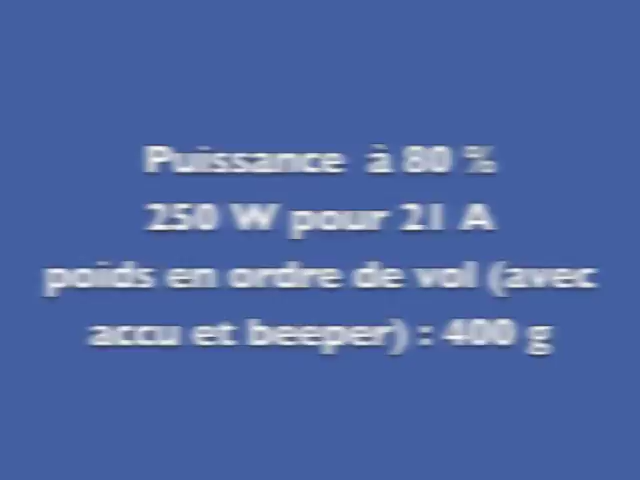 Puissance à 80 %
250 W pour 21 A
poids en ordre de vol (avec
accu et beeper) : 400 g